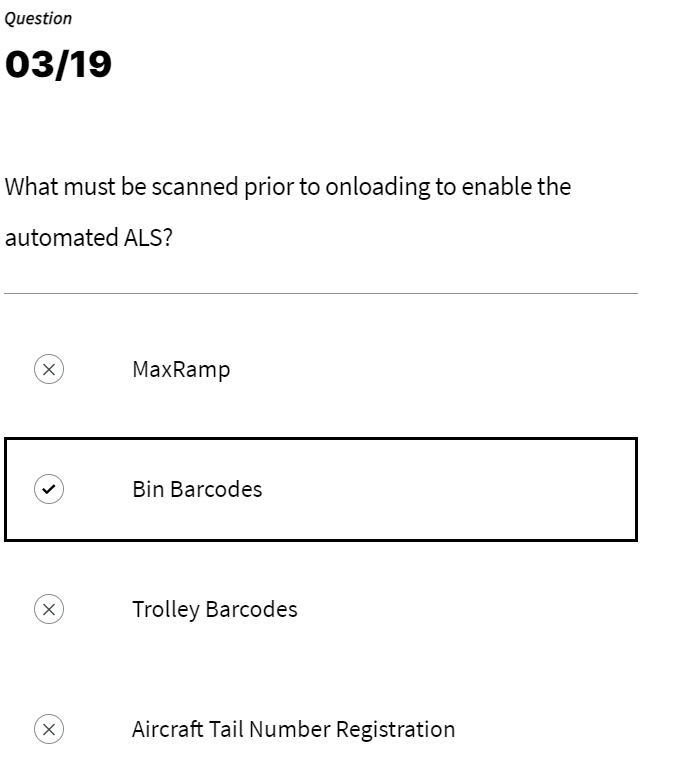 Question
03/19
What must be scanned prior to onloading to enable the
automated ALS?
MaxRamp
Bin Barcodes
Trolley Barcodes
Aircraft Tail Number Registration